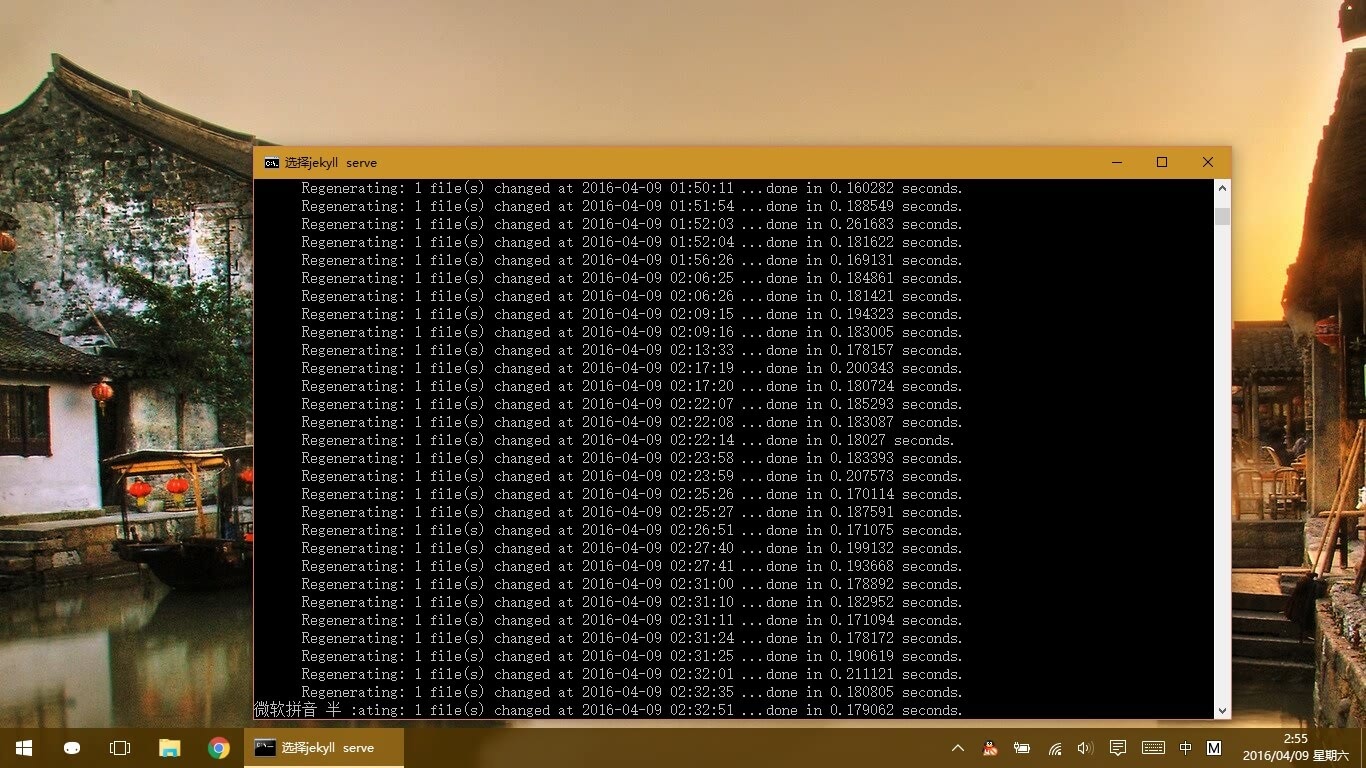 选择jekyll serve
Regenerating: 1 file(s) changed at 2016-04-09 01:50:11 ...done in 0.160282 seconds.
Regenerating: 1 file(s) changed at 2016-04-09 01:51:54 ...done in 0.188549 seconds.
Regenerating: 1 file(s) changed at 2016-04-09 01:52:03 ...done in 0.261683 seconds.
Regenerating: 1 file(s) changed at 2016-04-09 01:52:04 ...done in 0.181622 seconds.
Regenerating: 1 file(s) changed at 2016-04-09 01:56:26 ...done in 0.169131 seconds.
Regenerating: 1 file(s) changed at 2016-04-09 02:06:25 ...done in 0.184861 seconds.
Regenerating: 1 file(s) changed at 2016-04-09 02:06:26 ...done in 0.181421 seconds.
Regenerating: 1 file(s) changed at 2016-04-09 02:09:15 ...done in 0.194323 seconds.
Regenerating: 1 file(s) changed at 2016-04-09 02:09:16 ...done in 0.183005 seconds.
Regenerating: 1 file(s) changed at 2016-04-09 02:13:33 ...done in 0.178157 seconds.
Regenerating: 1 file(s) changed at 2016-04-09 02:17:19 ...done in 0.200343 seconds.
Regenerating: 1 file(s) changed at 2016-04-09 02:17:20 ...done in 0.180724 seconds.
Regenerating: 1 file(s) changed at 2016-04-09 02:22:07 ...done in 0.185293 seconds.
Regenerating: 1 file(s) changed at 2016-04-09 02:22:08 ...done in 0.183087 seconds.
Regenerating: 1 file(s) changed at 2016-04-09 02:22:14 ...done in 0.18027 seconds.
Regenerating: 1 file(s) changed at 2016-04-09 02:23:58 ...done in 0.183393 seconds.
Regenerating: 1 file(s) changed at 2016-04-09 02:23:59 ...done in 0.207573 seconds.
Regenerating: 1 file(s) changed at 2016-04-09 02:25:26 ...done in 0.170114 seconds.
Regenerating: 1 file(s) changed at 2016-04-09 02:25:27 ...done in 0.187591 seconds.
Regenerating: 1 file(s) changed at 2016-04-09 02:26:51 ...done in 0.171075 seconds.
Regenerating: 1 file(s) changed at 2016-04-09 02:27:40 ...done in 0.199132 seconds.
Regenerating: 1 file(s) changed at 2016-04-09 02:27:41 ...done in 0.193668 seconds.
Regenerating: 1 file(s) changed at 2016-04-09 02:31:00 ...done in 0.178892 seconds.
Regenerating: 1 file(s) changed at 2016-04-09 02:31:10 ...done in 0.182952 seconds.
Regenerating: 1 file(s) changed at 2016-04-09 02:31:11 ...done in 0.171094 seconds.
Regenerating: 1 file(s) changed at 2016-04-09 02:31:24 ...done in 0.178172 seconds.
Regenerating: 1 file(s) changed at 2016-04-09 02:31:25 ...done in 0.190619 seconds.
Regenerating: 1 file(s) changed at 2016-04-09 02:32:01 ...done in 0.211121 seconds.
Regenerating: 1 file(s) changed at 2016-04-09 02:32:35 ...done in 0.180805 seconds.
微软拼音 半 :ating: 1 file(s) changed at 2016-04-09 02:32:51 ...done in 0.179062 seconds.
选择jekyll serve
中 M
2:55
2016/04/09 星期六